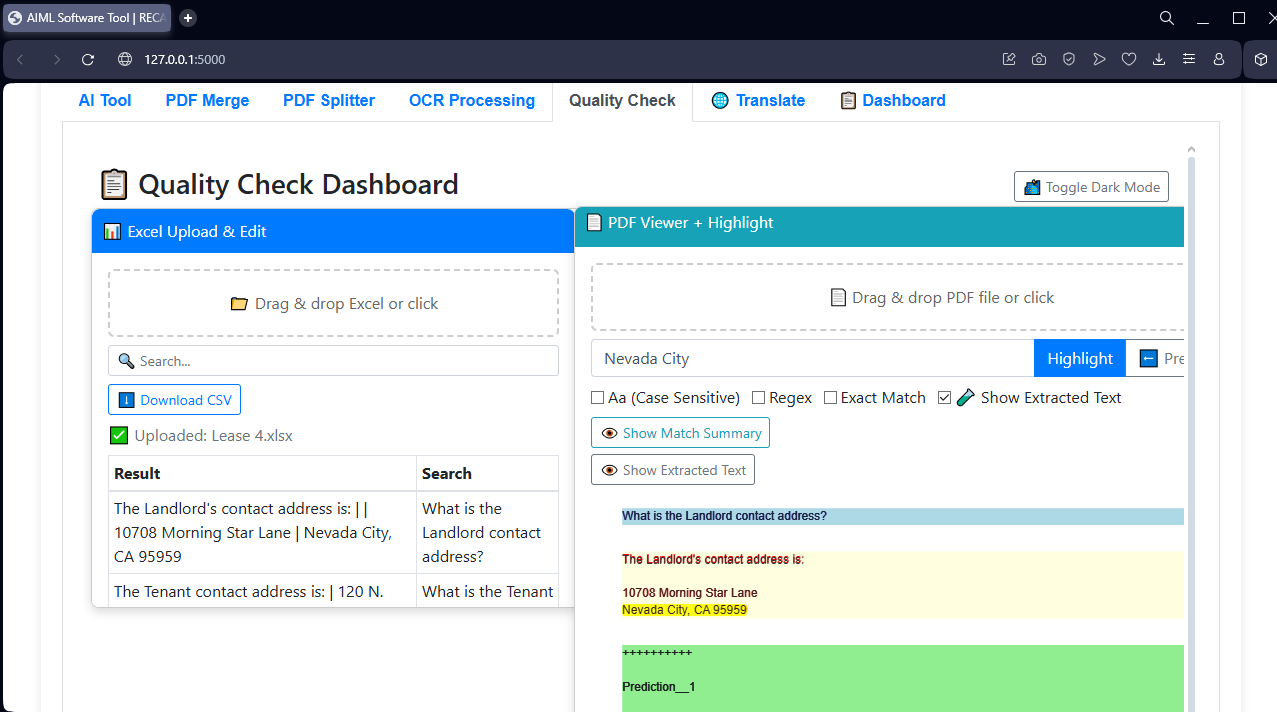 AIML Software Tool | RECA
127.0.0.1:5000
AI Tool PDF Merge PDF Splitter OCR Processing Quality Check Translate Dashboard
Quality Check Dashboard
Toggle Dark Mode
Excel Upload & Edit
Drag & drop Excel or click
Search...
Download CSV
Uploaded: Lease 4.xlsx
Result Search
The Landlord's contact address is: | |
10708 Morning Star Lane | Nevada City,
CA 95959
What is the
Landlord contact
address?
The Tenant contact address is: | 120 N.
What is the Tenant
PDF Viewer + Highlight
Drag & drop PDF file or click
Nevada City
Highlight
Pre
Aa (Case Sensitive) Regex Exact Match Show Extracted Text
Show Match Summary
Show Extracted Text
What is the Landlord contact address?
The Landlord's contact address is:
10708 Morning Star Lane
Nevada City, CA 95959
++++++++++
Prediction__1